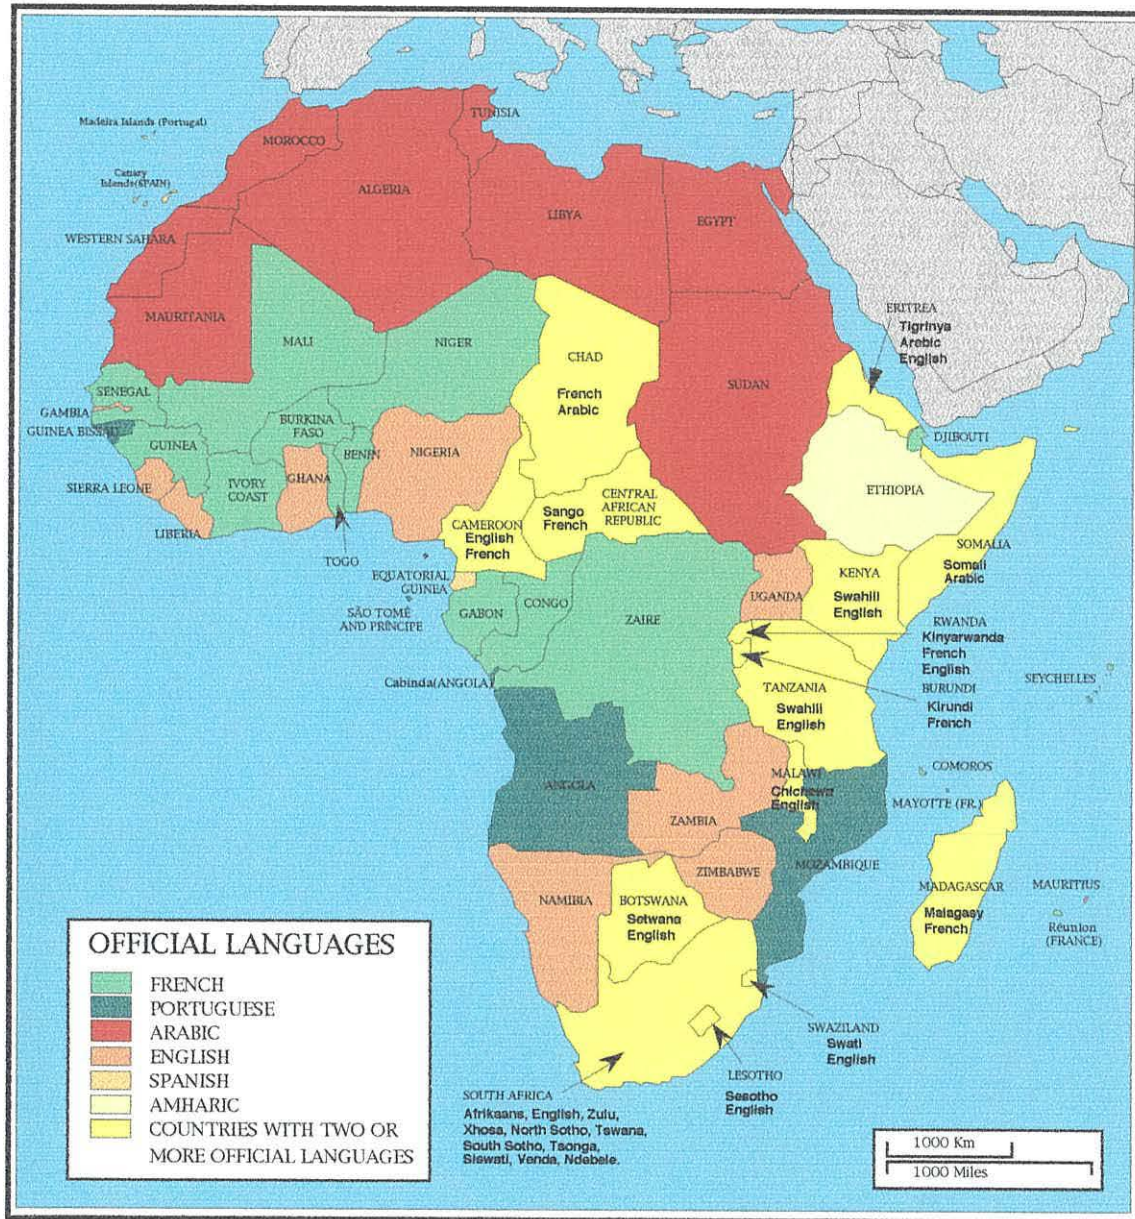 TUNISIA
Madeira Islands (Portugal)
MOROCCO
Canary
Islands(SPAIN)
ALGERIA
LIBYA
EGYPT
WESTERN SAHARA
MAURITANIA
MALI
NIGER
CHAD
French
Arabic
SUDAN
ERITREA
Tigrinya
Arebic
English
SENEGAL
GAMBIA
GUINEA BISSAU
GUINEA
BURKINA
FASO
BENIN
NIGERIA
DJIBOUTI
SIERRA LEONE
IVORY
COAST
GHANA
LIBERIA
TOGO
CAMEROON
English
French
Sango
French
CENTRAL
AFRICAN
REPUBLIC
ETHIOPIA
SOMALIA
Somali
Arabic
EQUATORIAL
GUINEA
SÃO TOMÉ
AND PRÍNCIPE
GABON
CONGO
ZAIRE
UGANDA
KENYA
Swahili
English
RWANDA
Kinyarwanda
French
English
BURUNDI
Kirundi
French
SEYCHELLES
Cabinda(ANGOLA)
TANZANIA
Swahili
English
ANGOLA
ZAMBIA
MALAWI
Chichewa
English
COMOROS
MAYOTTE (FR.)
MOZAMBIQUE
ZIMBABWE
NAMIBIA
BOTSWANA
Setwana
English
MADAGASCAR
Malagasy
French
MAURITIUS
Réunion
(FRANCE)
SWAZILAND
Swati
English
LESOTHO
Sesotho
English
SOUTH AFRICA
Afrikaans, English, Zulu,
Xhosa, North Sotho, Tswana,
South Sotho, Tsonga,
Siswati, Venda, Ndebele.
OFFICIAL LANGUAGES
FRENCH
PORTUGUESE
ARABIC
ENGLISH
SPANISH
AMHARIC
COUNTRIES WITH TWO OR
MORE OFFICIAL LANGUAGES
1000 Km
1000 Miles